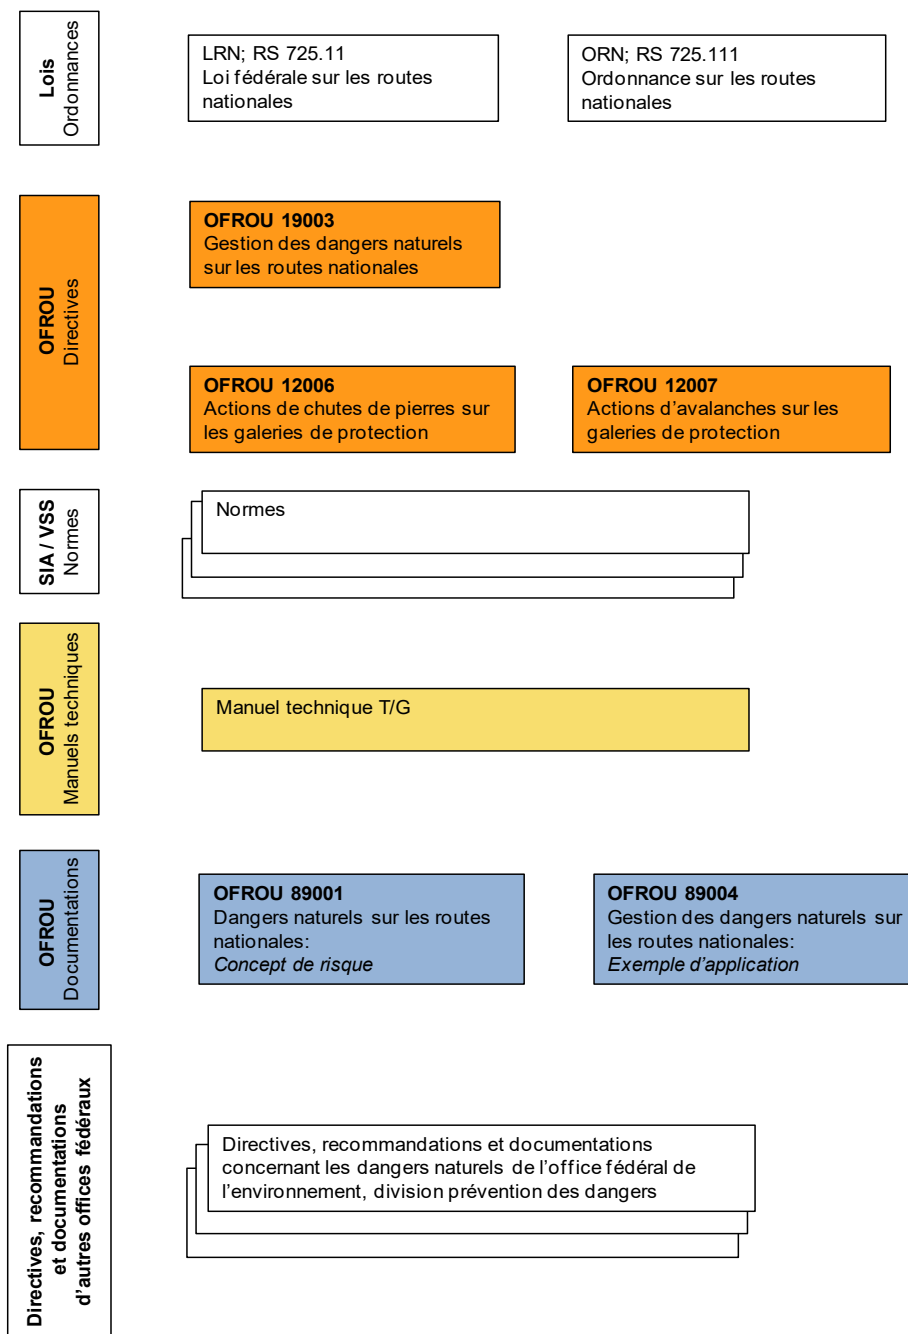 Lois
Ordonnances
LRN; RS 725.11
Loi fédérale sur les routes
nationales
ORN; RS 725.111
Ordonnance sur les routes
nationales
OFROU
Directives
OFROU 19003
Gestion des dangers naturels
sur les routes nationales
OFROU 12006
Actions de chutes de pierres sur
les galeries de protection
OFROU 12007
Actions d’avalanches sur les
galeries de protection
SIA / VSS
Normes
Normes
OFROU
Manuels techniques
Manuel technique T/G
OFROU
Documentations
OFROU 89001
Dangers naturels sur les routes
nationales:
Concept de risque
OFROU 89004
Gestion des dangers naturels sur
les routes nationales:
Exemple d’application
Directives, recommandations
et documentations
d’autres offices fédéraux
Directives, recommandations et documentations
concernant les dangers naturels de l’office fédéral de
l’environnement, division prévention des dangers